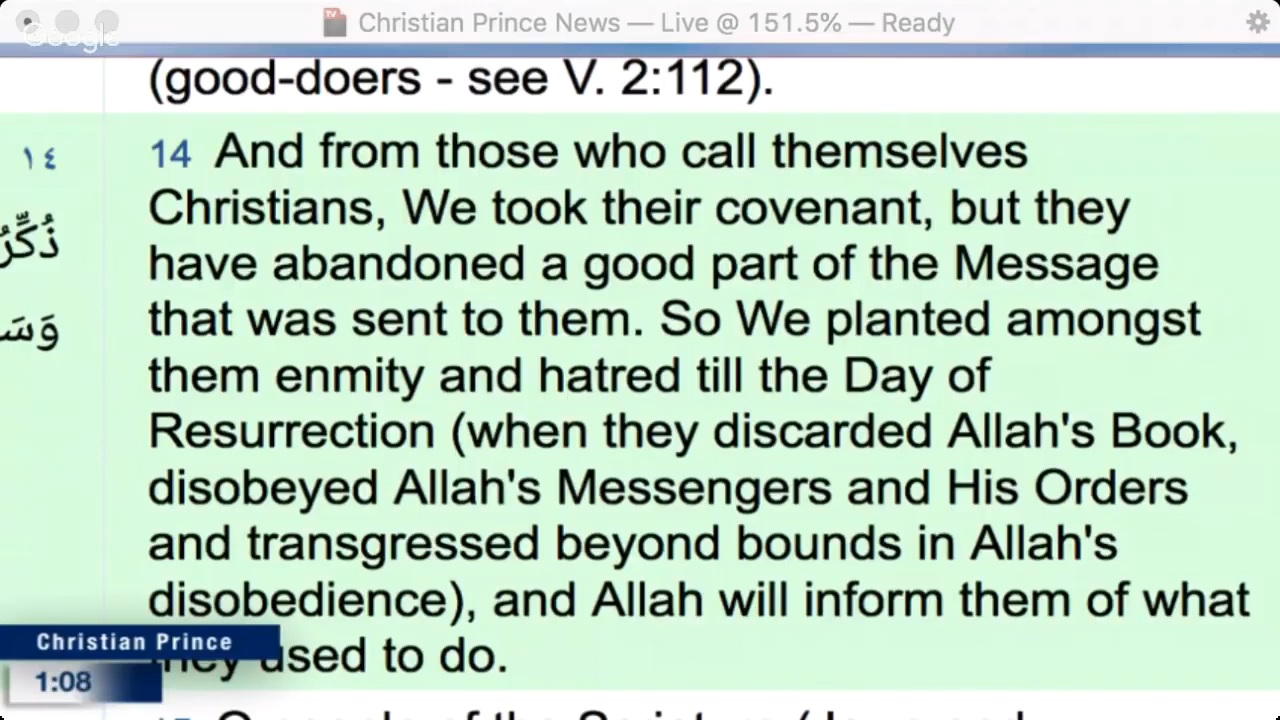 Christian Prince News — Live @ 151.5% — Ready
Google
(good-doers - see V. 2:112).
١٤
14 And from those who call themselves
Christians, We took their covenant, but they
have abandoned a good part of the Message
that was sent to them. So We planted amongst
them enmity and hatred till the Day of
Resurrection (when they discarded Allah's Book,
disobeyed Allah's Messengers and His Orders
and transgressed beyond bounds in Allah's
disobedience), and Allah will inform them of what
they used to do.
Christian Prince
1:08